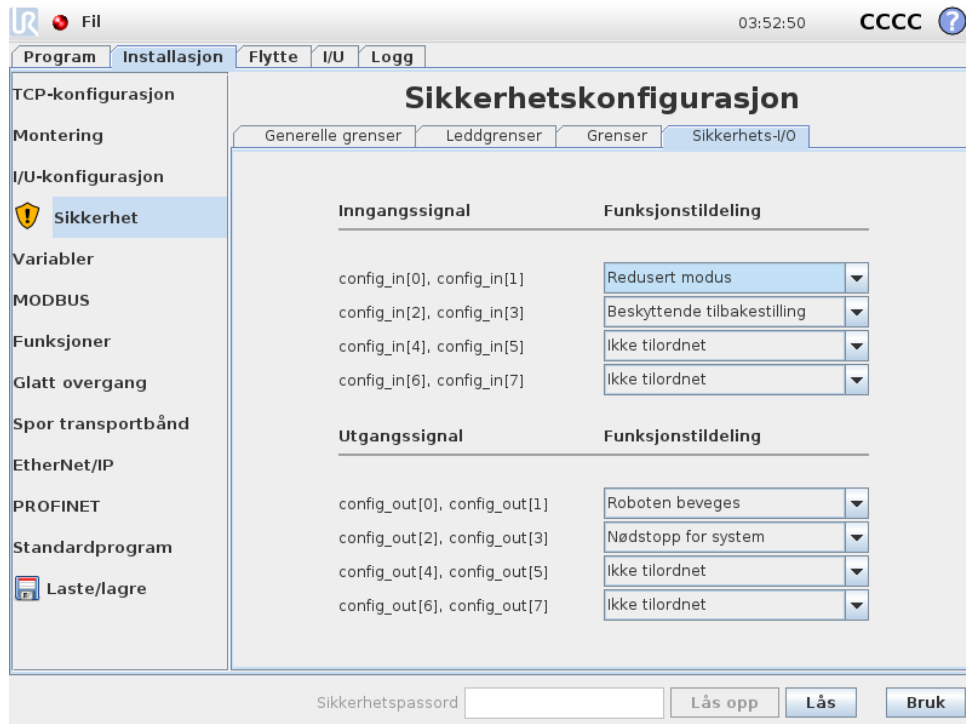 UR Fil 03:52:50 CCCC ?
Program Installasjon Flytte I/U Logg
TCP-konfigurasjon
Montering
I/U-konfigurasjon
Sikkerhet
Variabler
MODBUS
Funksjoner
Glatt overgang
Spor transportbånd
EtherNet/IP
PROFINET
Standardprogram
Laste/lagre
Sikkerhetskonfigurasjon
Generelle grenser Leddgrenser Grenser Sikkerhets-I/O
Inngangssignal Funksjonstildeling
config_in[0], config_in[1] Redusert modus
config_in[2], config_in[3] Beskyttende tilbakestilling
config_in[4], config_in[5] Ikke tilordnet
config_in[6], config_in[7] Ikke tilordnet
Utgangssignal Funksjonstildeling
config_out[0], config_out[1] Roboten beveges
config_out[2], config_out[3] Nødstopp for system
config_out[4], config_out[5] Ikke tilordnet
config_out[6], config_out[7] Ikke tilordnet
Sikkerhetspassord Lås opp Lås Bruk